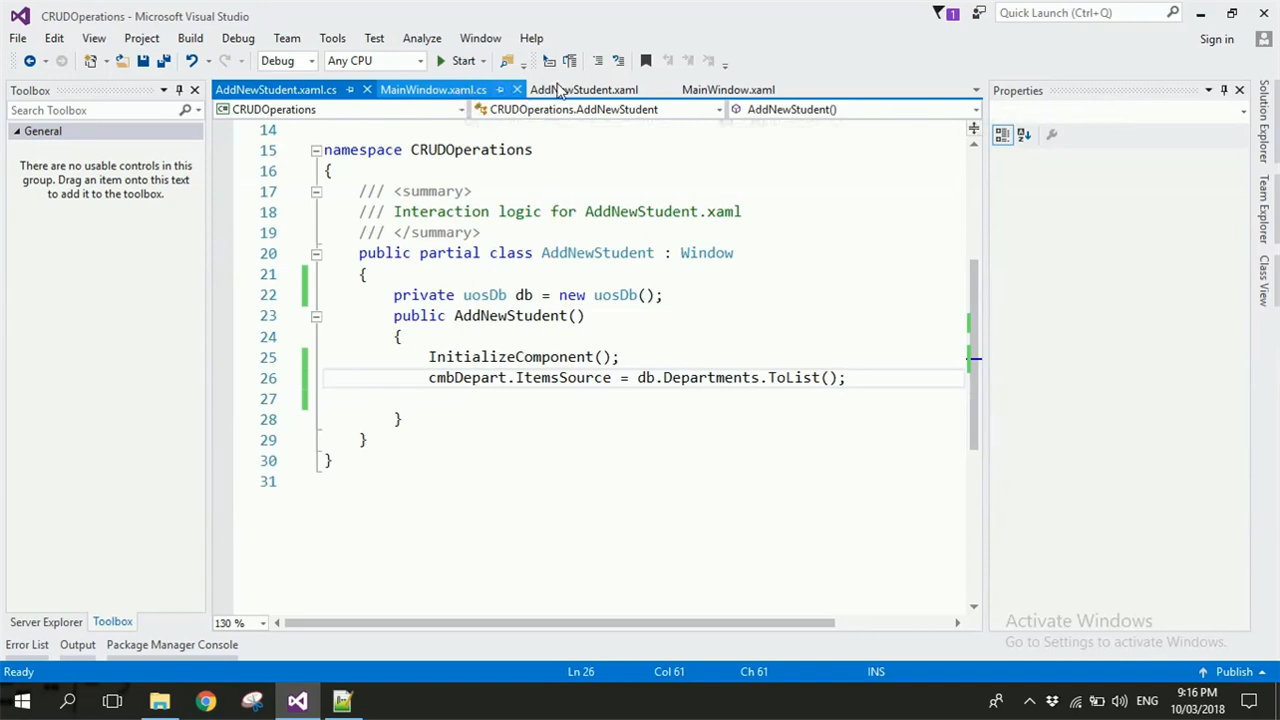 CRUDOperations - Microsoft Visual Studio
1
Quick Launch (Ctrl+Q)
File Edit View Project Build Debug Team Tools Test Analyze Window Help
Sign in
Debug Any CPU Start
Toolbox
AddNewStudent.xaml.cs MainWindow.xaml.cs AddNewStudent.xaml MainWindow.xaml
Properties
Search Toolbox
CRUDOperations CRUDOperations.AddNewStudent AddNewStudent()
General
There are no usable controls in this
group. Drag an item onto this text
to add it to the toolbox.
14
15 namespace CRUDOperations
16 {
17 /// <summary>
18 /// Interaction logic for AddNewStudent.xaml
19 /// </summary>
20 public partial class AddNewStudent : Window
21 {
22 private uosDb db = new uosDb();
23 public AddNewStudent()
24 {
25 InitializeComponent();
26 cmbDepart.ItemsSource = db.Departments.ToList();
27
28 }
29 }
30 }
31
Solution Explorer
Team Explorer
Class View
Activate Windows
Go to Settings to activate Windows.
130 %
Server Explorer Toolbox
Error List Output Package Manager Console
Ready Ln 26 Col 61 Ch 61 INS Publish
ENG
9:16 PM
10/03/2018